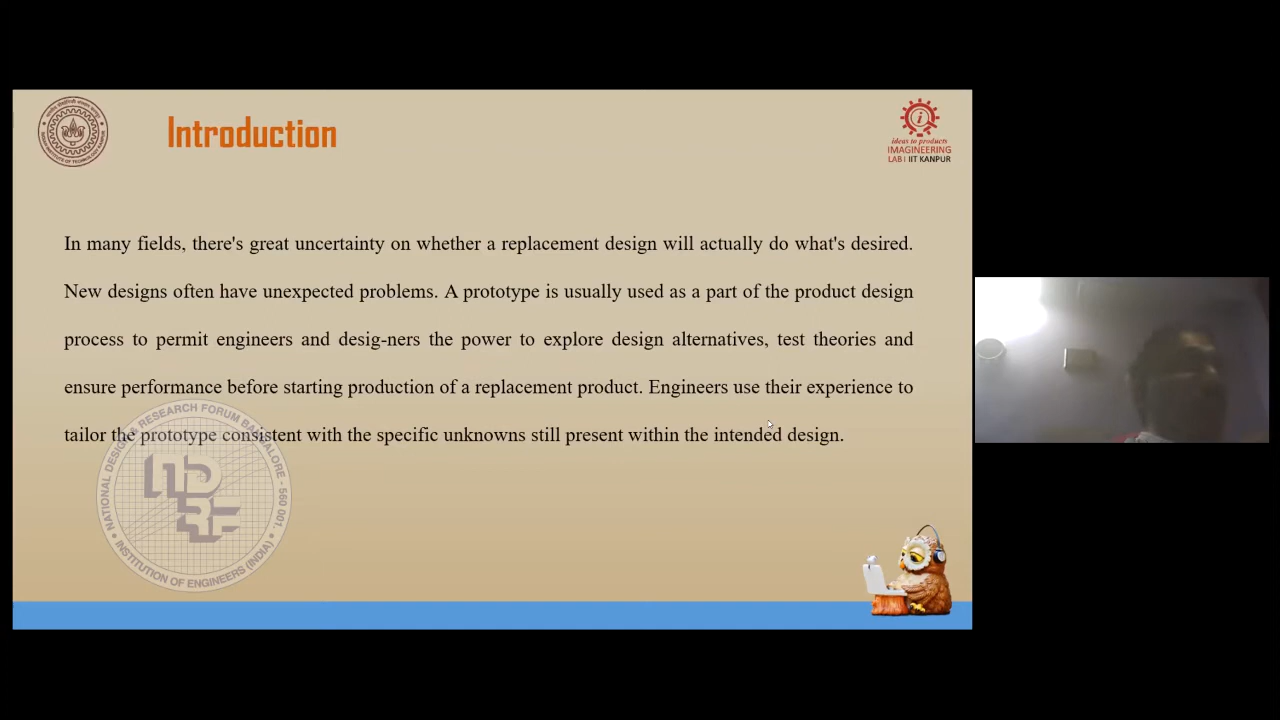 Introduction
ideas to products
IMAGINEERING
LAB | IIT KANPUR
In many fields, there's great uncertainty on whether a replacement design will actually do what's desired.
New designs often have unexpected problems. A prototype is usually used as a part of the product design
process to permit engineers and desig-ners the power to explore design alternatives, test theories and
ensure performance before starting production of a replacement product. Engineers use their experience to
tailor the prototype consistent with the specific unknowns still present within the intended design.
NATIONAL DESIGN & RESEARCH FORUM BANGALORE - 560 001.
NDRF
INSTITUTION OF ENGINEERS (INDIA)